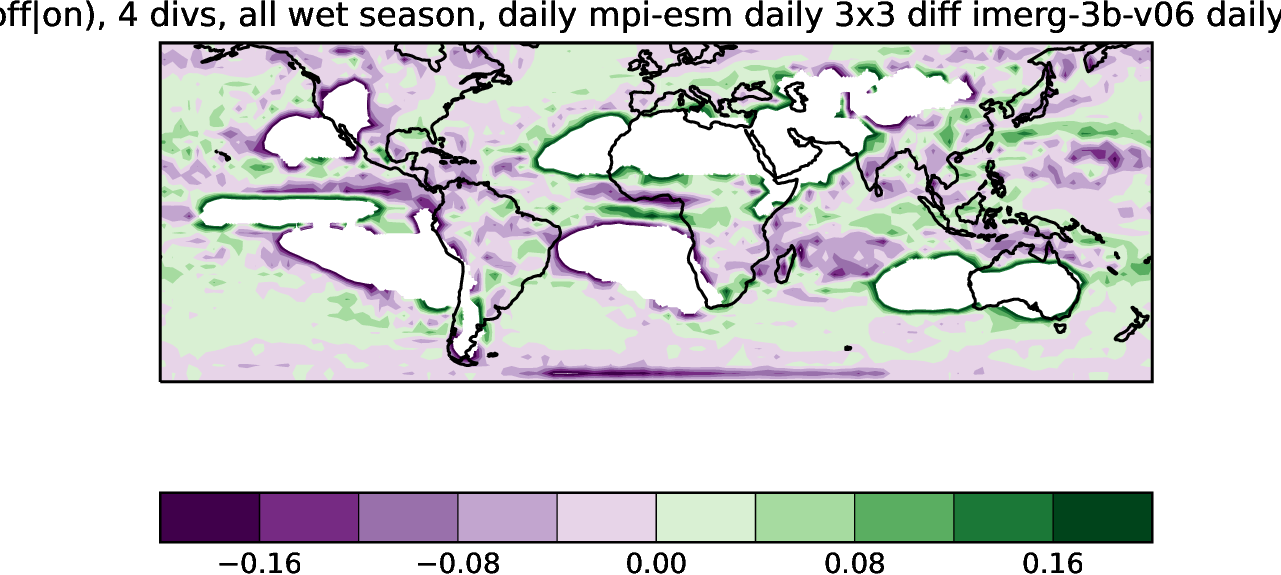 off|on), 4 divs, all wet season, daily mpi-esm daily 3x3 diff imerg-3b-v06 daily
−0.16 −0.08 0.00 0.08 0.16